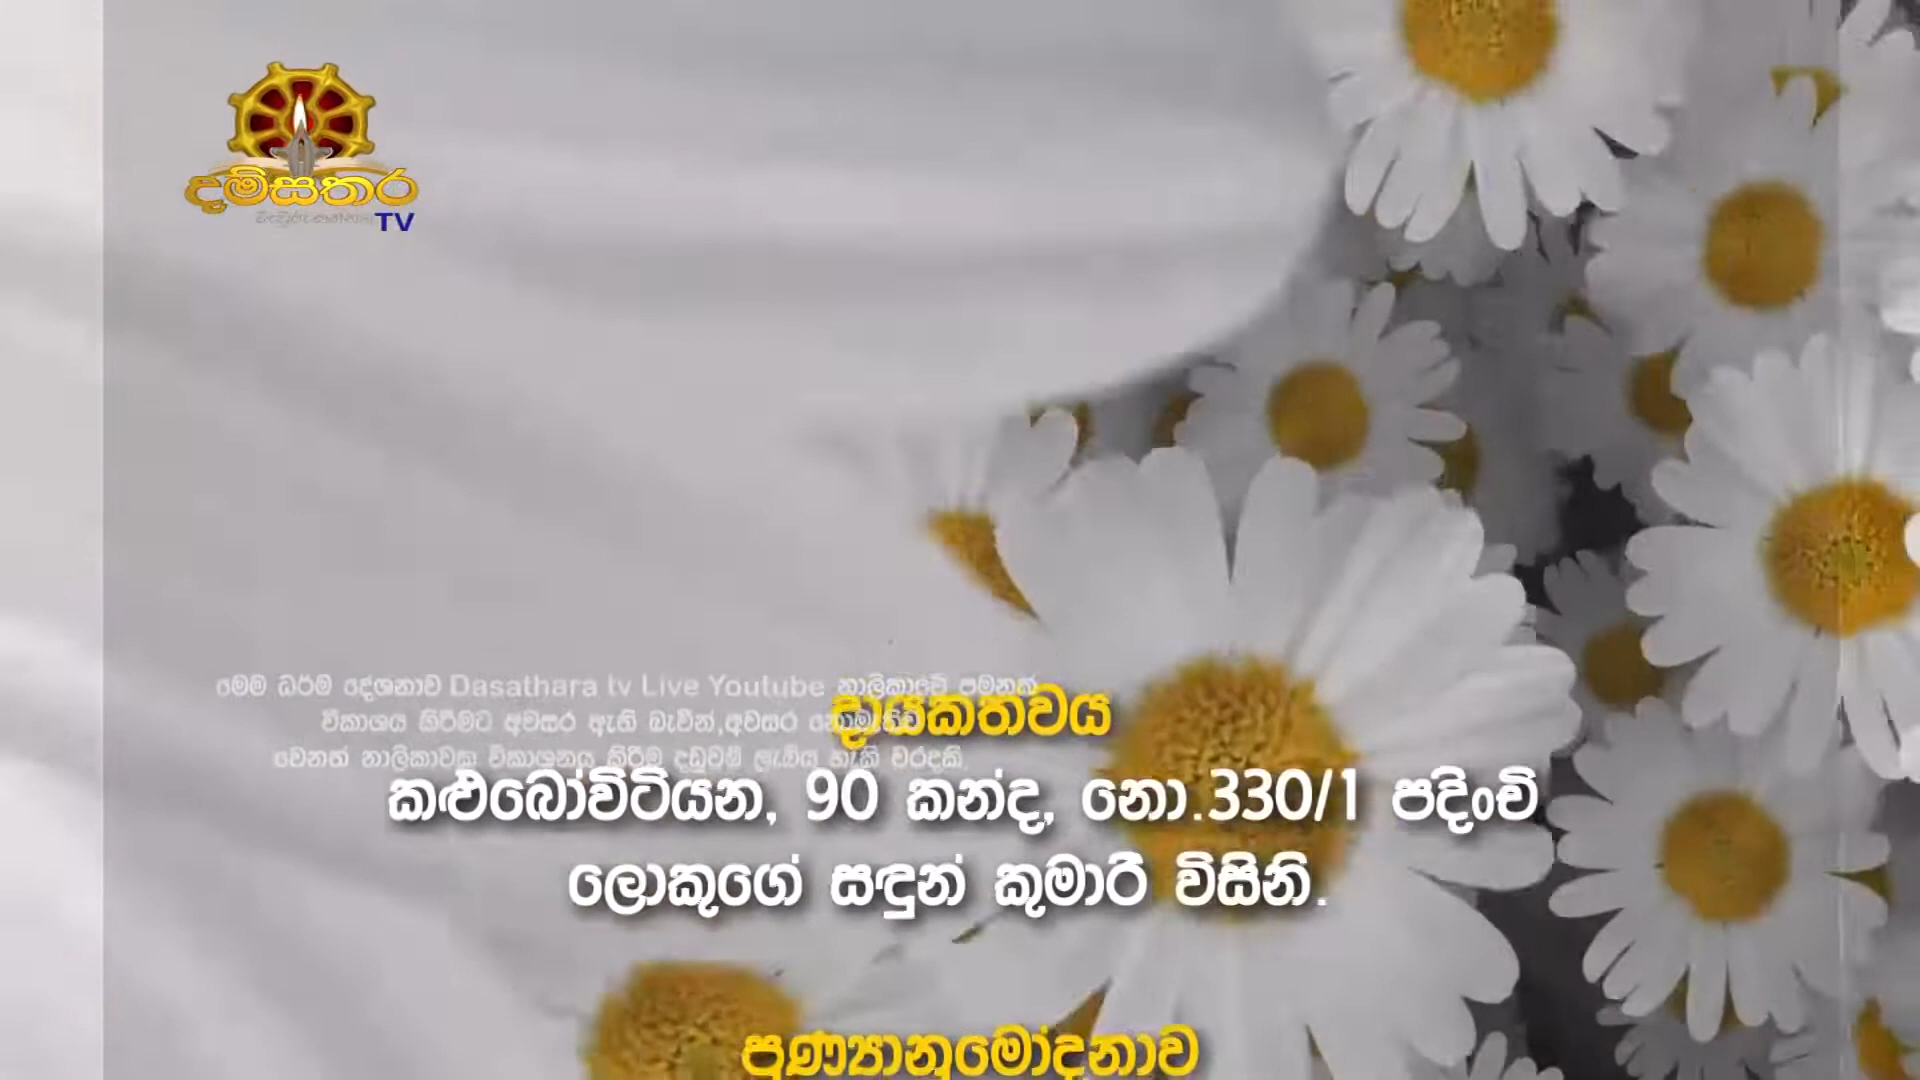 දම්සතර
TV
මෙම ධර්ම දේශනාව Dasathara tv Live Youtube නාලිකාවේ පමනක්
විකාශය කිරීමට අවසර ඇති බැවින්,අවසර නොමැතිව
වෙනත් නාලිකාවක විකාශනය කිරීම දඩුවම් ලැබිය හැකි වරදකි.
දායකත්වය
කළුබෝවිටියන, 90 කන්ද, නො.330/1 පදිංචි
ලොකුගේ සඳුන් කුමාරි විසිනි.
පුණ්‍යානුමෝදනාව